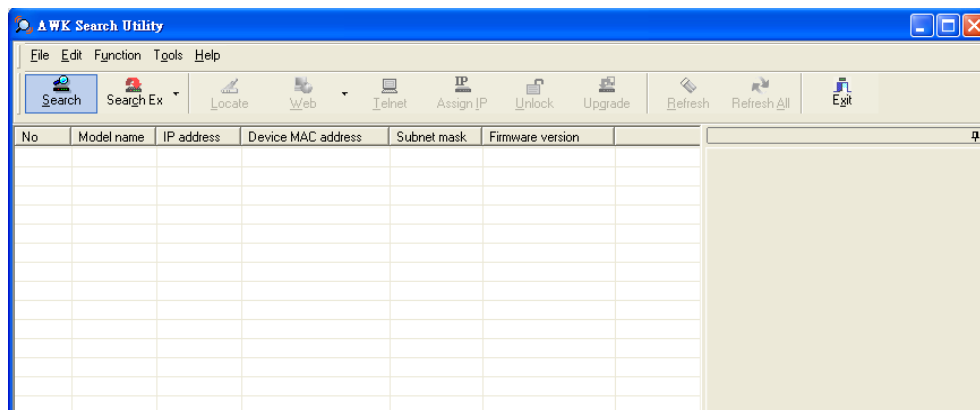 AWK Search Utility
File Edit Function Tools Help
Search Search Ex Locate Web Telnet Assign IP Unlock Upgrade Refresh Refresh All Exit
No Model name IP address Device MAC address Subnet mask Firmware version